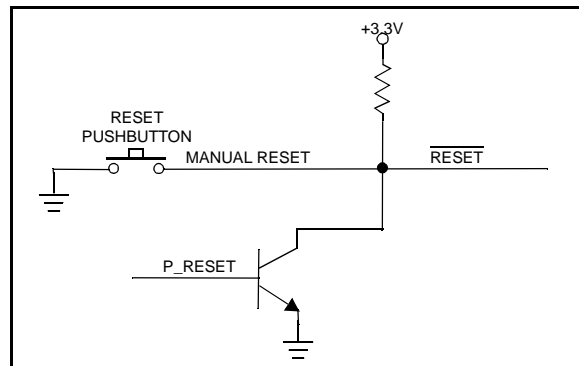 +3.3V
RESET
PUSHBUTTON
MANUAL RESET
RESET
P_RESET